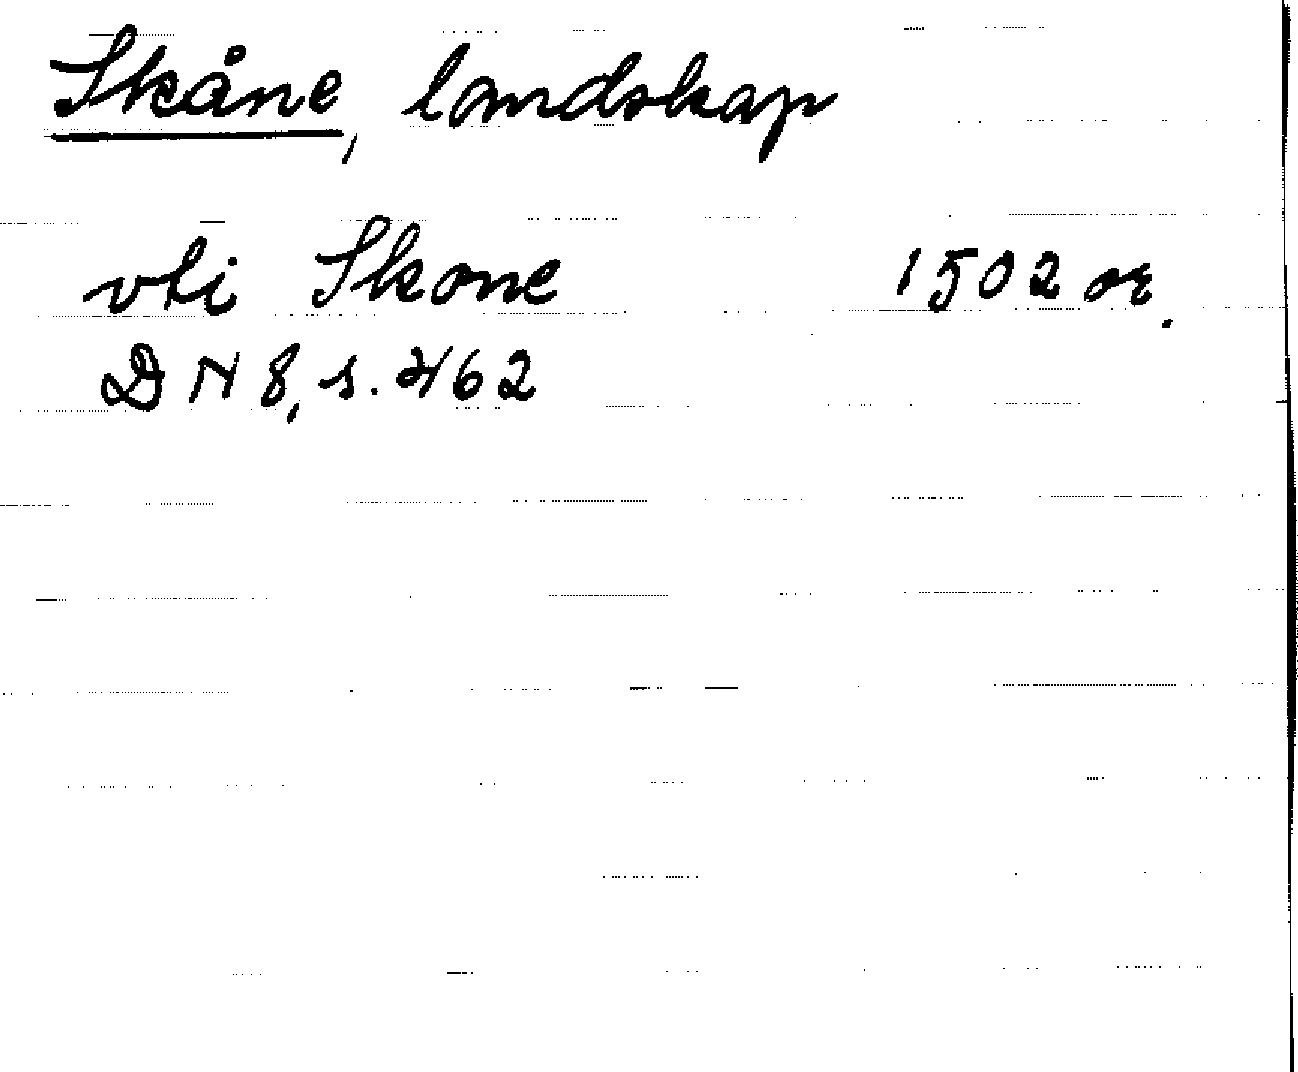 Skåne, landskap
vti Skone 1502 or.
DN 8, s. 462